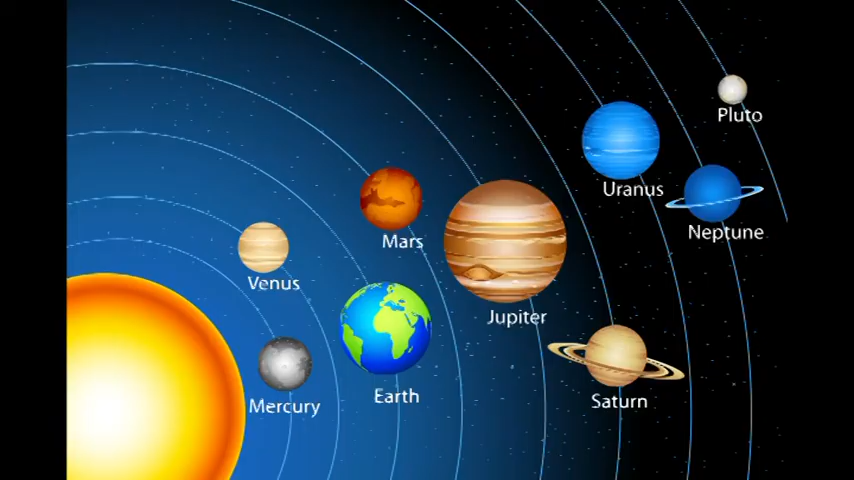 Pluto
Uranus
Neptune
Mars
Venus
Jupiter
Earth
Saturn
Mercury